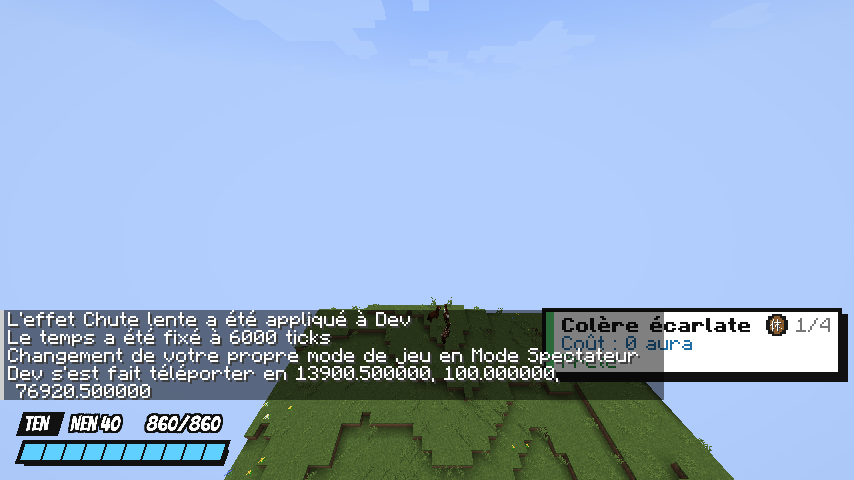 L'effet Chute lente a été appliqué à Dev
Le temps a été fixé à 6000 ticks
Changement de votre propre mode de jeu en Mode Spectateur
Dev s'est fait téléporter en 13900.500000, 100.000000,
76920.500000
Colère écarlate 1/4
Coût : 0 aura
TEN NEN 40 860/860